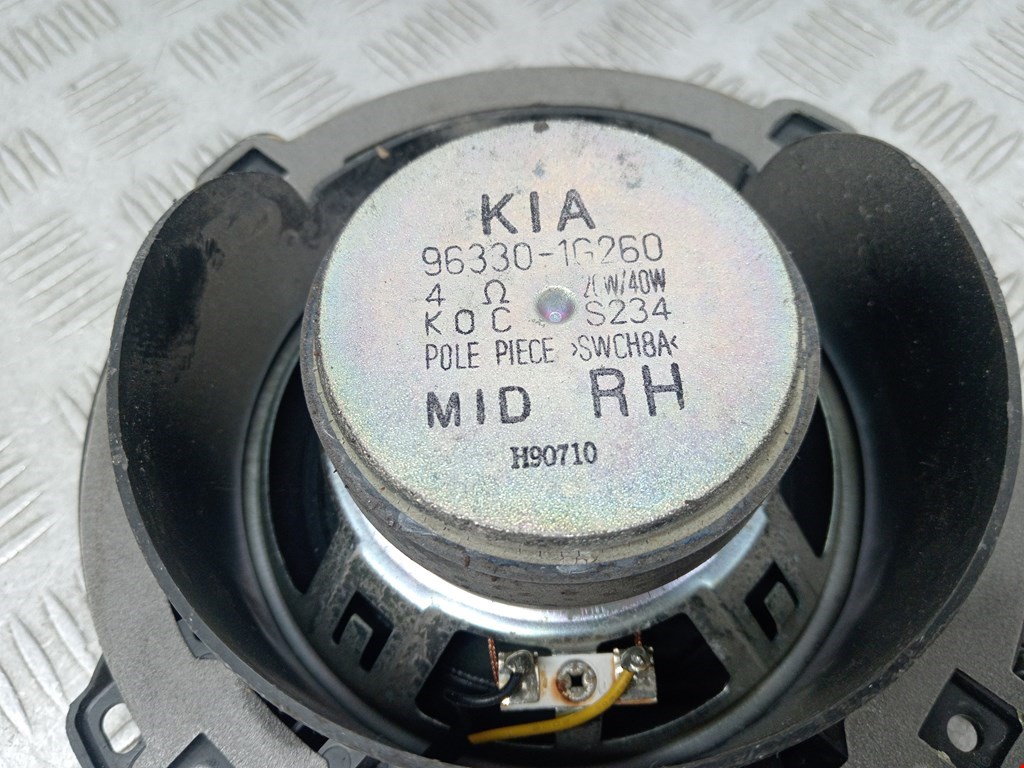 KIA
96330-1G260
4 Ω 20W/40W
KOC S234
POLE PIECE >SWCH8A<
MID RH
H90710